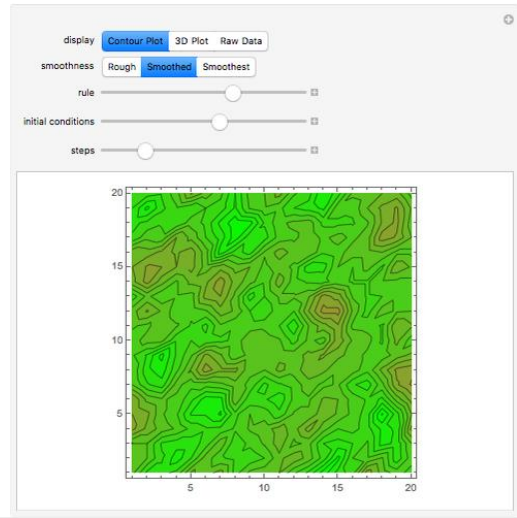 display Contour Plot 3D Plot Raw Data
smoothness Rough Smoothed Smoothest
rule
initial conditions
steps
20
15
10
5
5 10 15 20